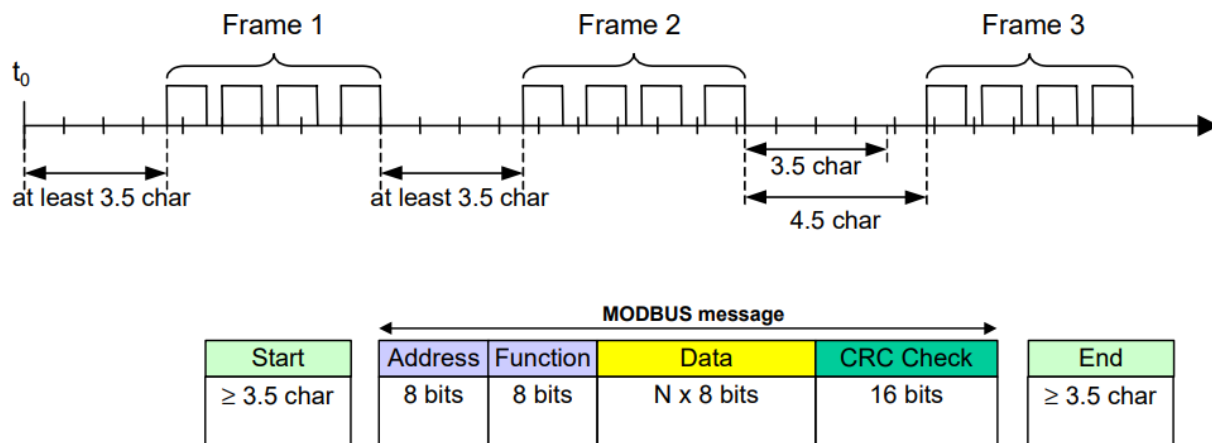 Frame 1 Frame 2 Frame 3
t0
3.5 char
at least 3.5 char at least 3.5 char
4.5 char
MODBUS message
Start Address Function Data CRC Check End
≥ 3.5 char 8 bits 8 bits N x 8 bits 16 bits ≥ 3.5 char